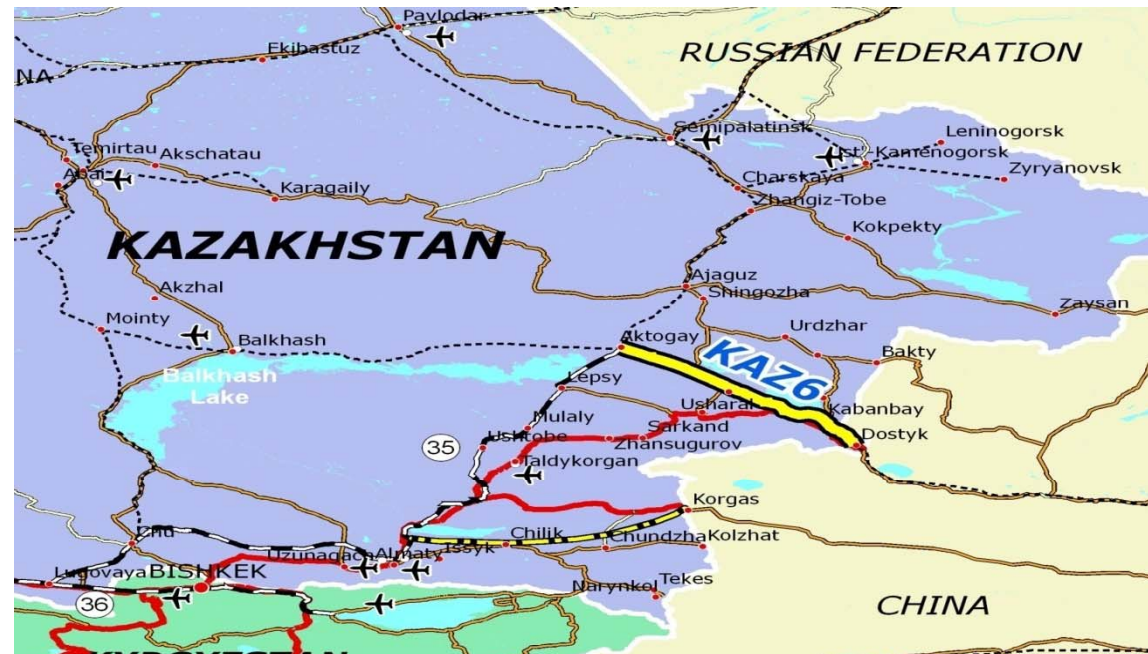 Pavlodar
Ekibastuz
RUSSIAN FEDERATION
NA
Semipalatinsk
Leninogorsk
Ust'-Kamenogorsk
Temirtau
Akschatau
Zyryanovsk
Abai
Karagaily
Charskaya
Zhangiz-Tobe
Kokpekty
KAZAKHSTAN
Ajaguz
Akzhal
Shingozha
Zaysan
Mointy
Urdzhar
Balkhash
Aktogay
KAZ6
Bakty
Balkhash
Lake
Lepsy
Usharal
Kabanbay
Mulaly
Sarkand
35
Ushtobe
Zhansugurov
Dostyk
Taldykorgan
Korgas
Chu
Chilik
Chundzha
Kolzhat
Uzunagach
Almaty
Issyk
Lugovaya
BISHKEK
Narynkol
Tekes
36
CHINA